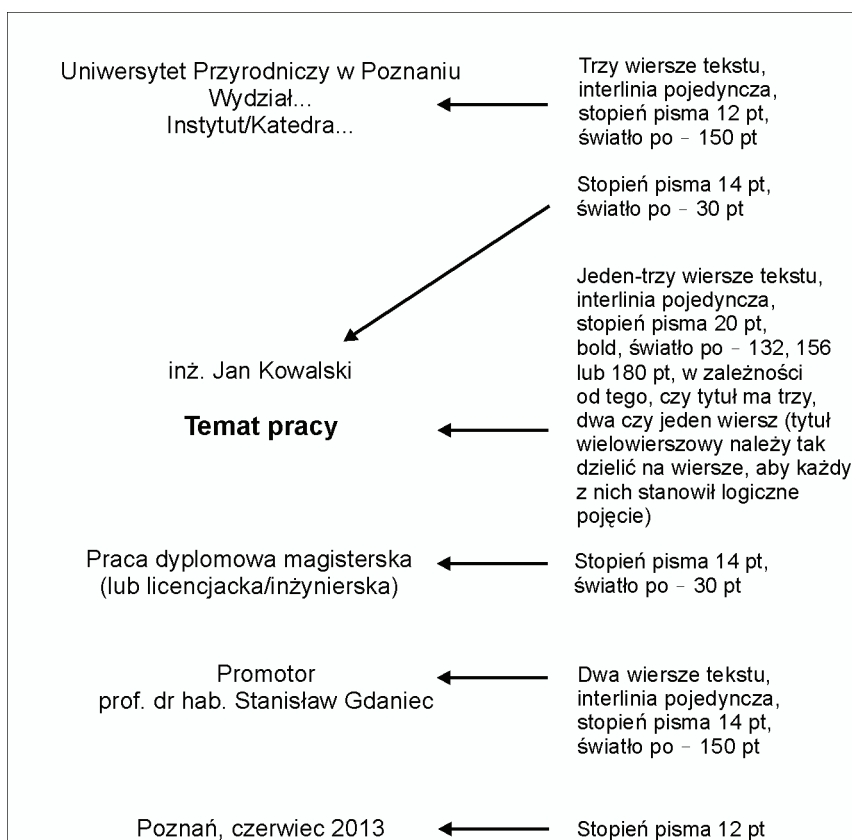 Uniwersytet Przyrodniczy w Poznaniu
Wydział...
Instytut/Katedra...
Trzy wiersze tekstu,
interlinia pojedyncza,
stopień pisma 12 pt,
światło po – 150 pt
Stopień pisma 14 pt,
światło po – 30 pt
inż. Jan Kowalski
Temat pracy
Jeden-trzy wiersze tekstu,
interlinia pojedyncza,
stopień pisma 20 pt,
bold, światło po – 132, 156
lub 180 pt, w zależności
od tego, czy tytuł ma trzy,
dwa czy jeden wiersz (tytuł
wielowierszowy należy tak
dzielić na wiersze, aby każdy
z nich stanowił logiczne
pojęcie)
Praca dyplomowa magisterska
(lub licencjacka/inżynierska)
Stopień pisma 14 pt,
światło po – 30 pt
Promotor
prof. dr hab. Stanisław Gdaniec
Dwa wiersze tekstu,
interlinia pojedyncza,
stopień pisma 14 pt,
światło po – 150 pt
Poznań, czerwiec 2013
Stopień pisma 12 pt